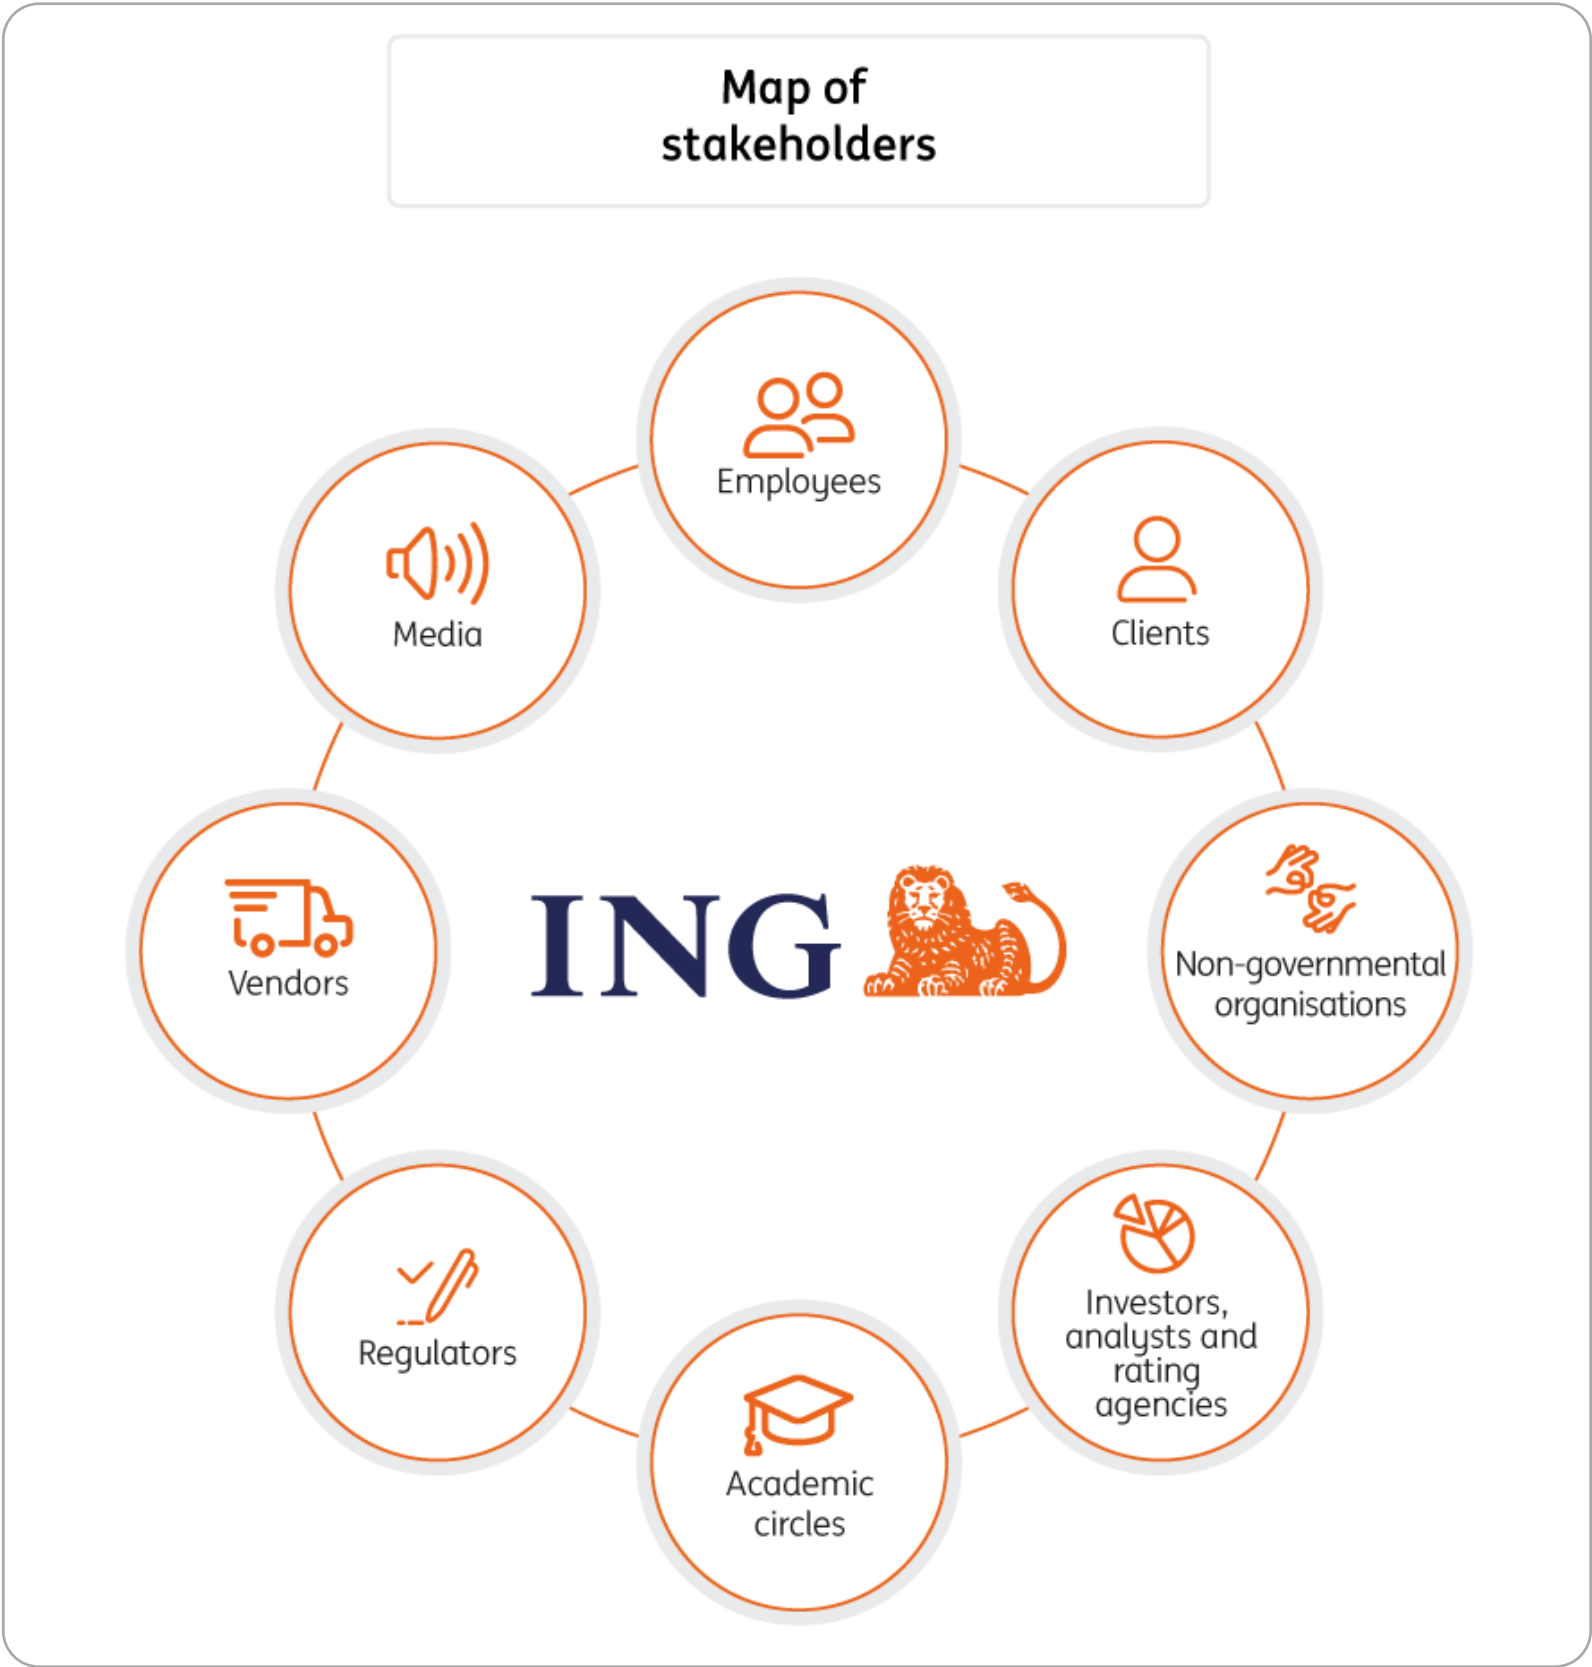 Map of
stakeholders
Employees
Media
Clients
Vendors
ING
Non-governmental
organisations
Regulators
Investors,
analysts and
rating
agencies
Academic
circles